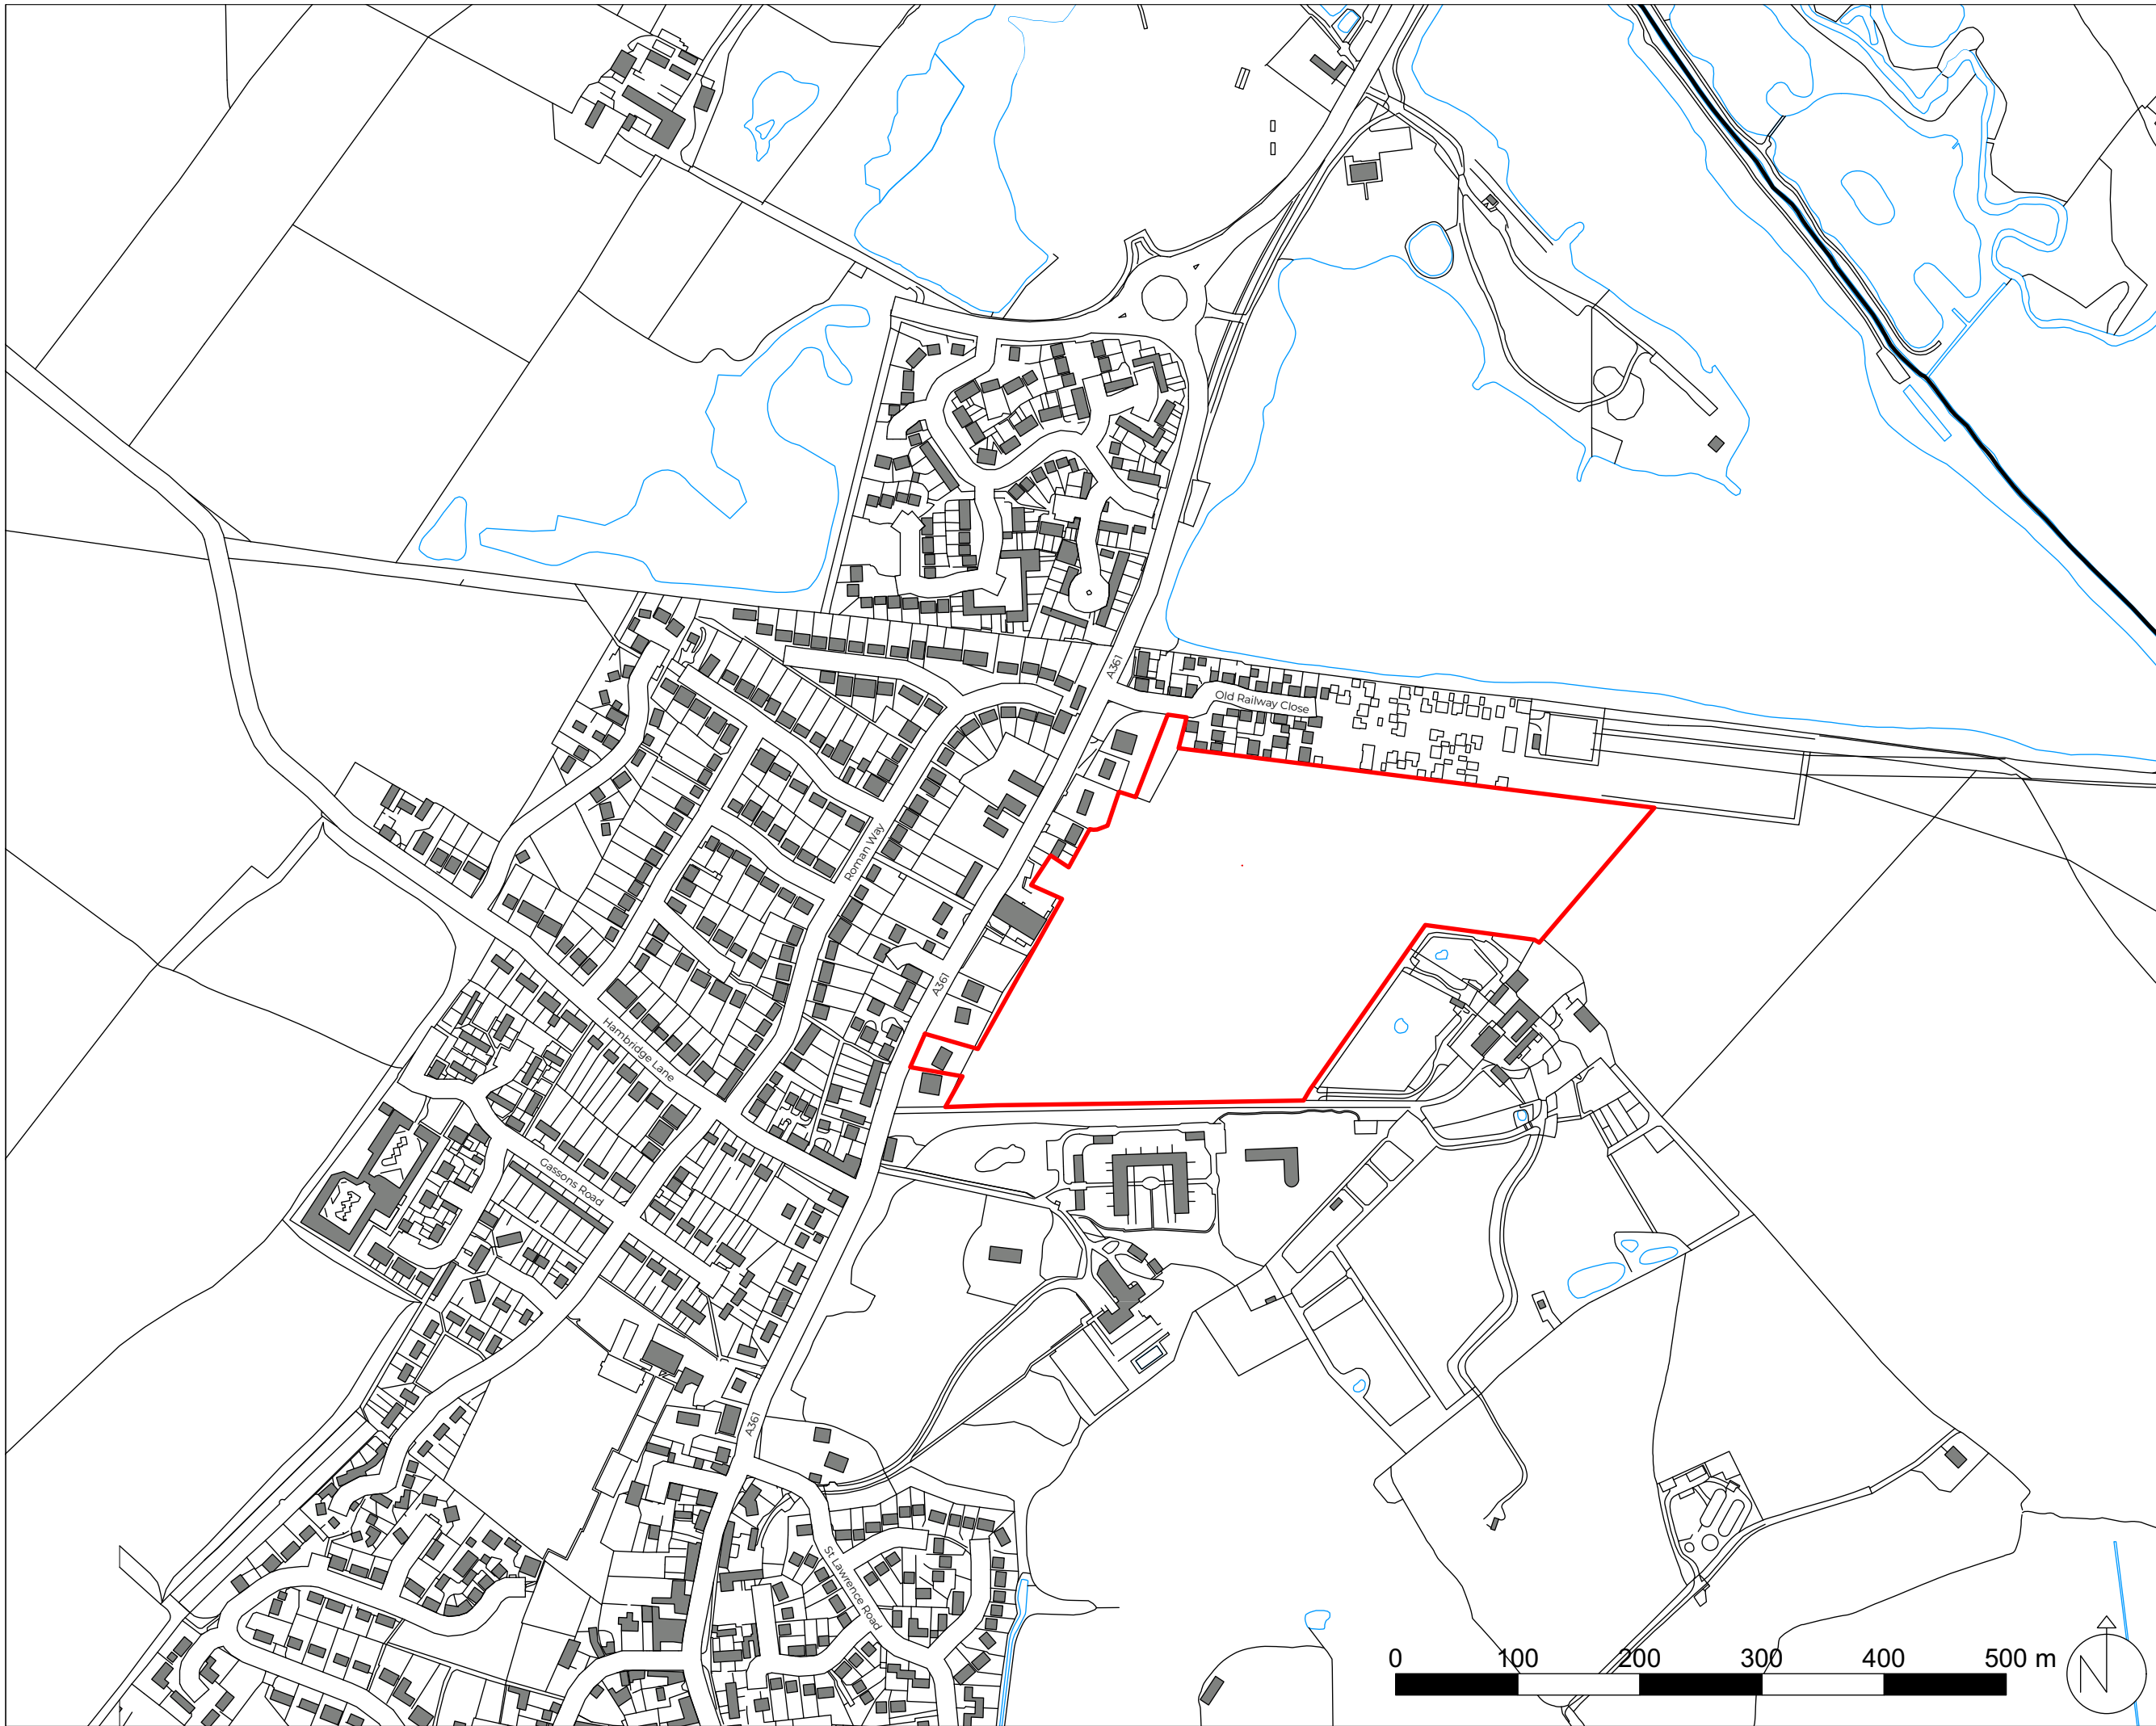 A361
Old Railway Close
Roman Way
A361
Hambridge Lane
Gassons Road
A361
St Lawrence Road
0 100 200 300 400 500 m
N